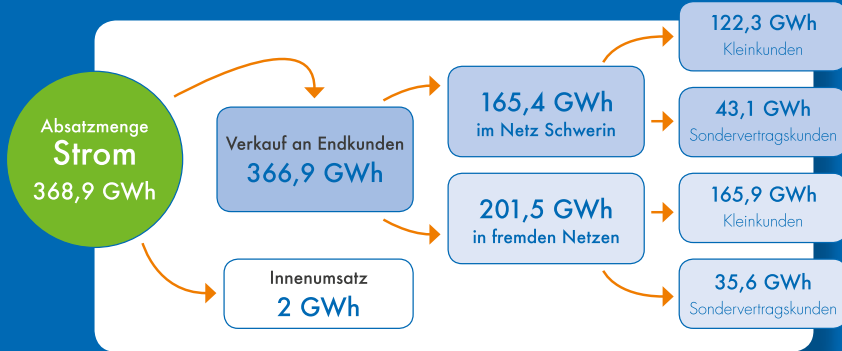 Absatzmenge
Strom
368,9 GWh
Verkauf an Endkunden
366,9 GWh
Innenumsatz
2 GWh
165,4 GWh
im Netz Schwerin
201,5 GWh
in fremden Netzen
122,3 GWh
Kleinkunden
43,1 GWh
Sondervertragskunden
165,9 GWh
Kleinkunden
35,6 GWh
Sondervertragskunden